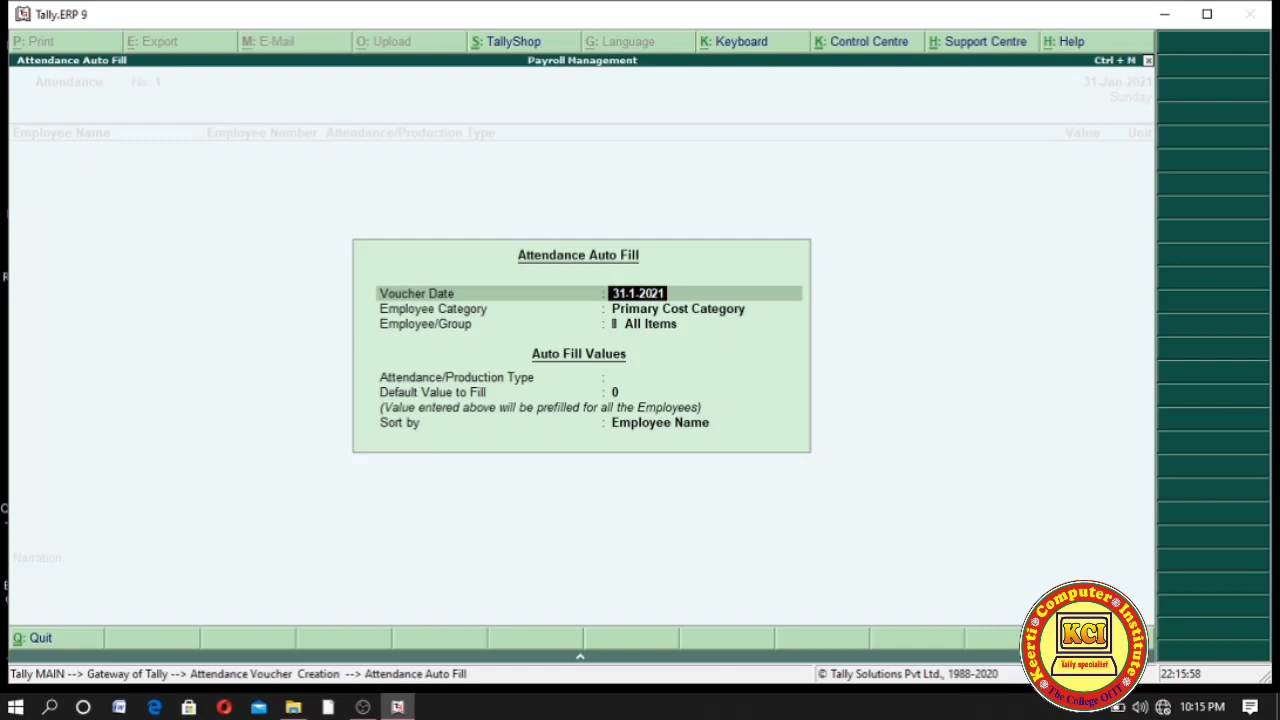 Tally.ERP 9
P: Print E: Export M: E-Mail O: Upload S: TallyShop G: Language K: Keyboard K: Control Centre H: Support Centre H: Help
Attendance Auto Fill Payroll Management Ctrl + M
Attendance No. 1 31-Jan-2021
Sunday
Employee Name Employee Number Attendance/Production Type Value Unit
Attendance Auto Fill
Voucher Date : 31-1-2021
Employee Category : Primary Cost Category
Employee/Group : All Items
Auto Fill Values
Attendance/Production Type :
Default Value to Fill : 0
(Value entered above will be prefilled for all the Employees)
Sort by : Employee Name
Narration:
Q: Quit
Keerti Computer Institute
KCI
Tally specialist
The College Of IT
Tally MAIN --> Gateway of Tally --> Attendance Voucher Creation --> Attendance Auto Fill © Tally Solutions Pvt Ltd., 1988-2020 22:15:58
10:15 PM